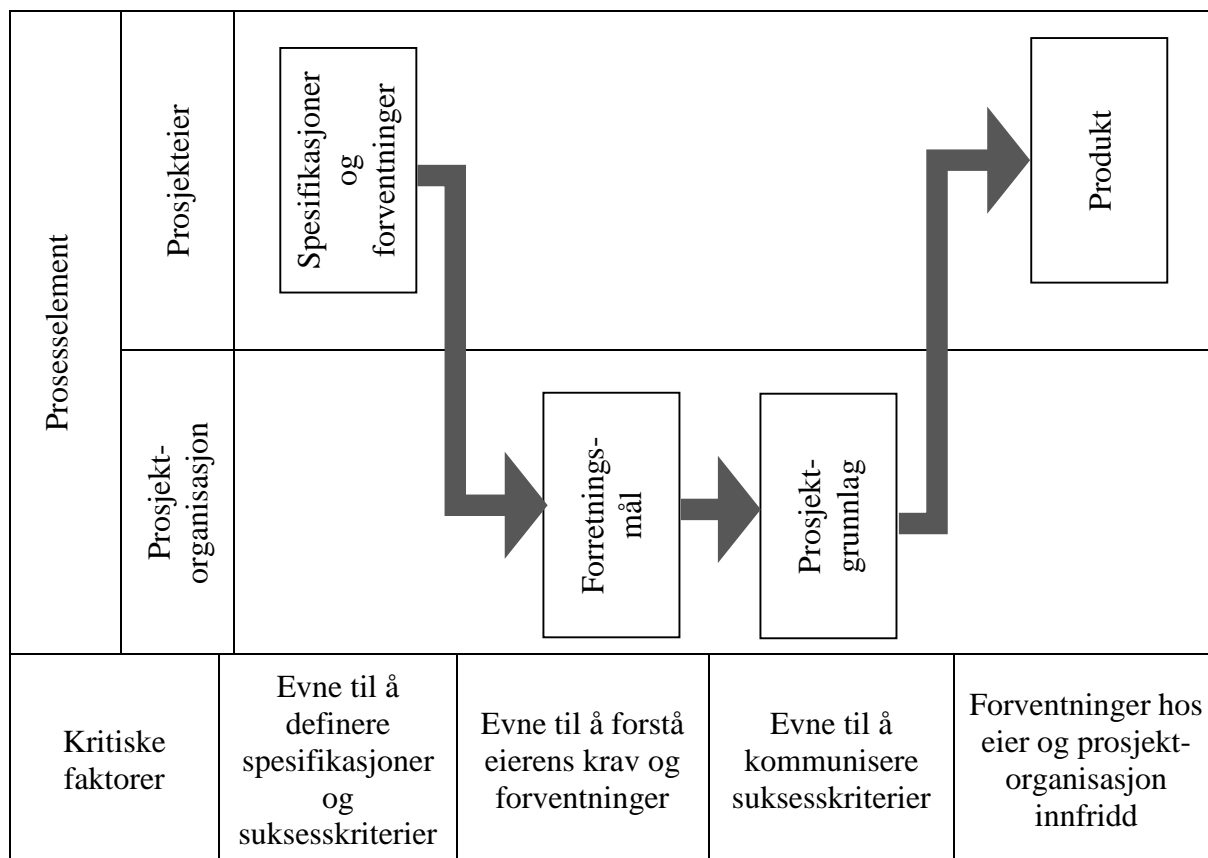 Prosesselement
Prosjekteier
Spesifikasjoner
og
forventninger
Produkt
Prosjekt-
organisasjon
Forretnings-
mål
Prosjekt-
grunnlag
Kritiske
faktorer
Evne til å
definere
spesifikasjoner
og
suksesskriterier
Evne til å forstå
eierens krav og
forventninger
Evne til å
kommunisere
suksesskriterier
Forventninger hos
eier og prosjekt-
organisasjon
innfridd